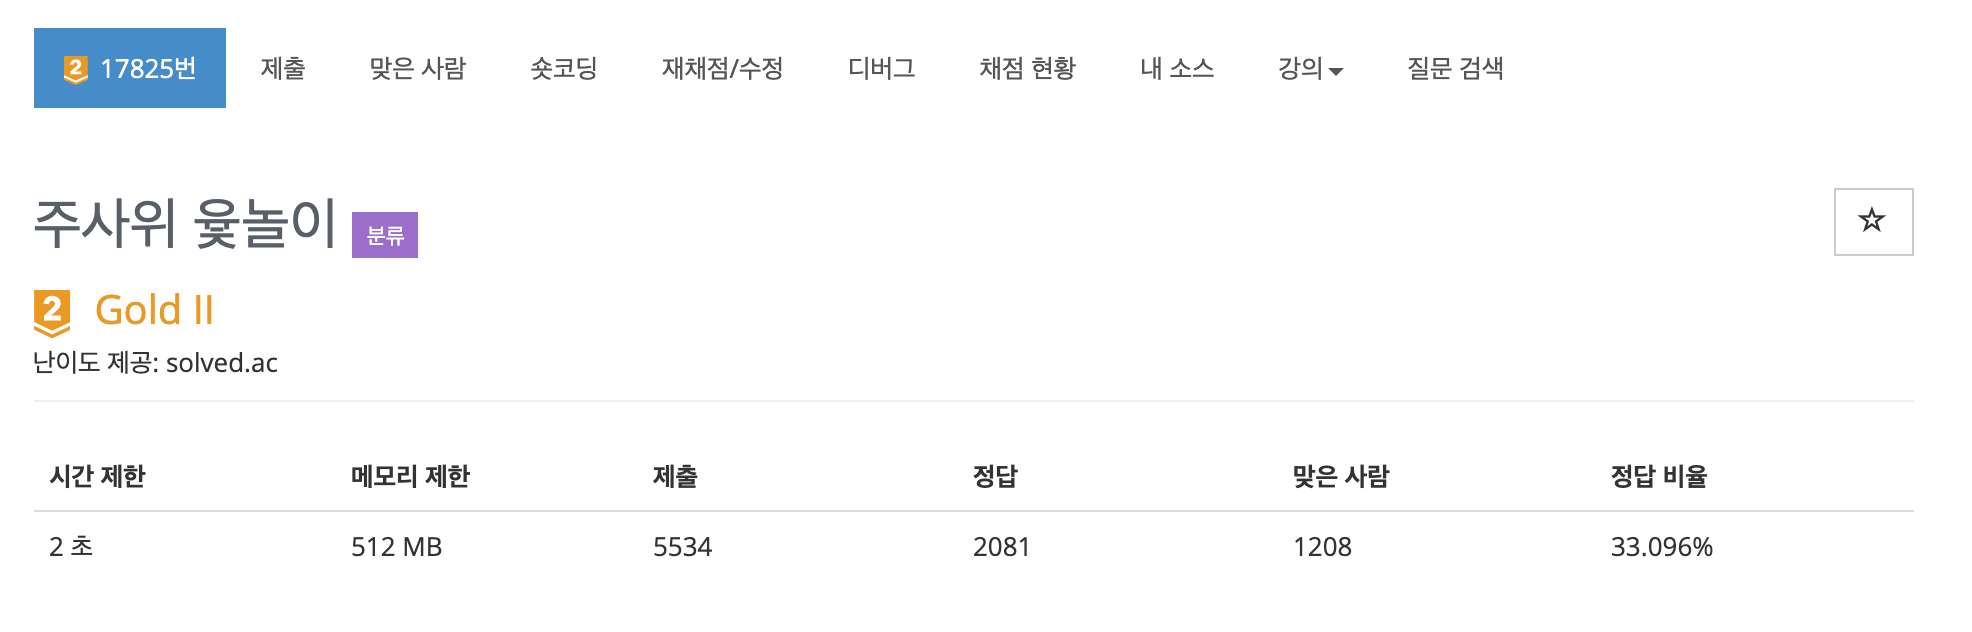 2 17825번 제출 맞은 사람 숏코딩 재채점/수정 디버그 채점 현황 내 소스 강의 질문 검색
주사위 윷놀이 분류
2 Gold II
난이도 제공: solved.ac
시간 제한 메모리 제한 제출 정답 맞은 사람 정답 비율
2 초 512 MB 5534 2081 1208 33.096%